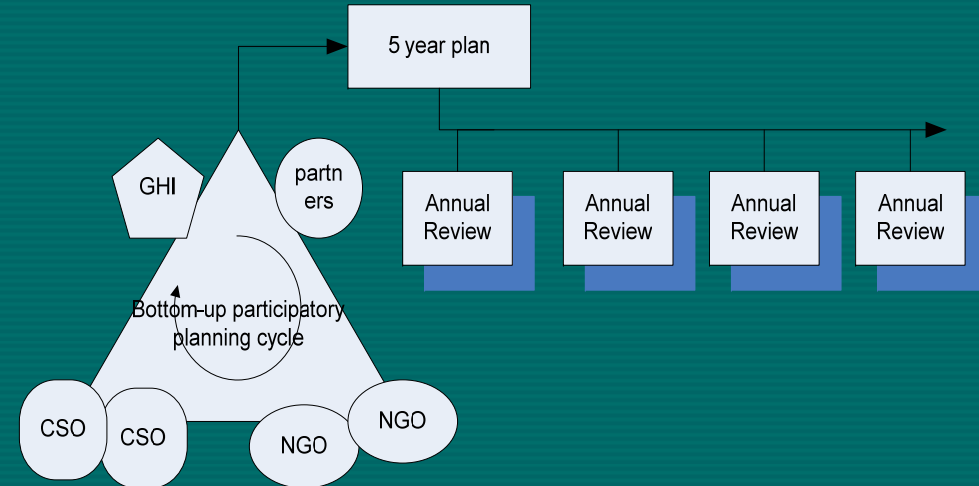 5 year plan
GHI
partn
ers
Annual
Review
Annual
Review
Annual
Review
Annual
Review
Bottom-up participatory
planning cycle
CSO
CSO
NGO
NGO